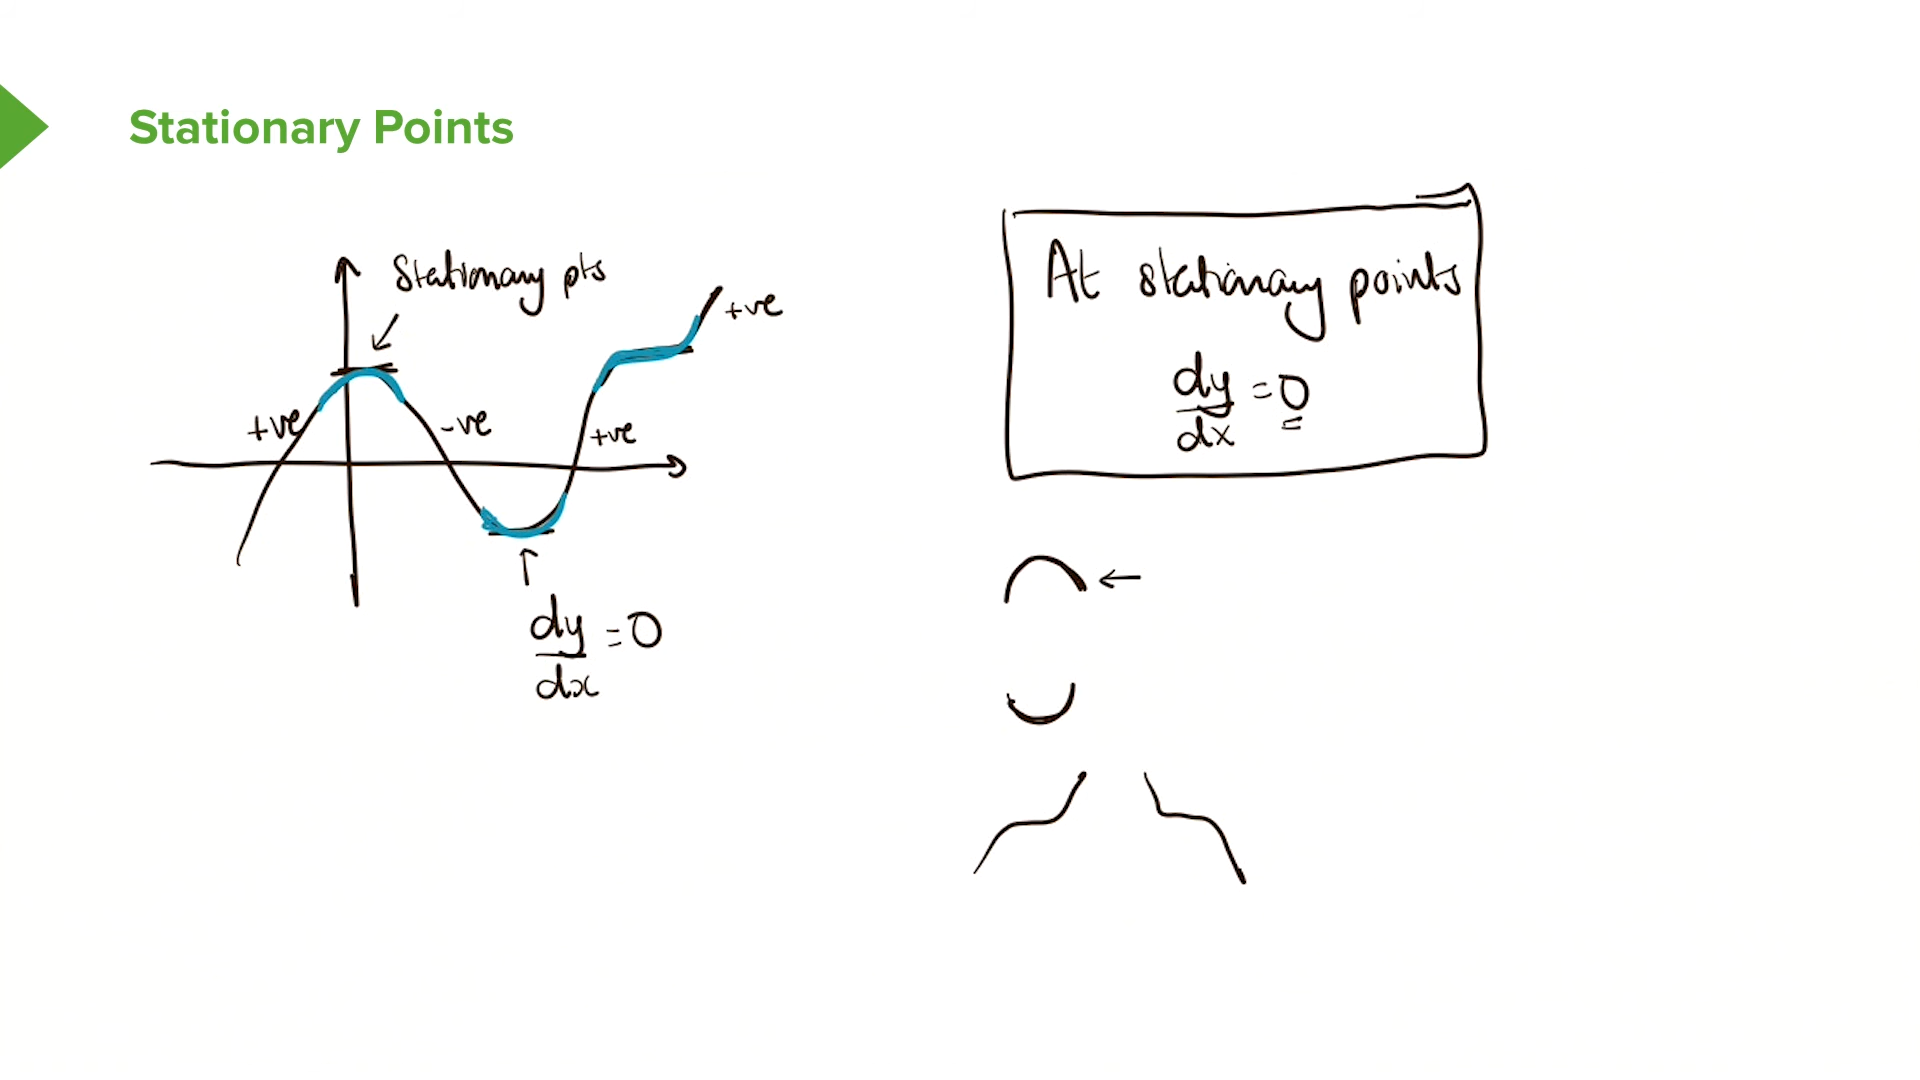 Stationary Points
Stationary pts
+ve
+ve
-ve
+ve
dy/dx = 0
At stationary points
dy/dx = 0